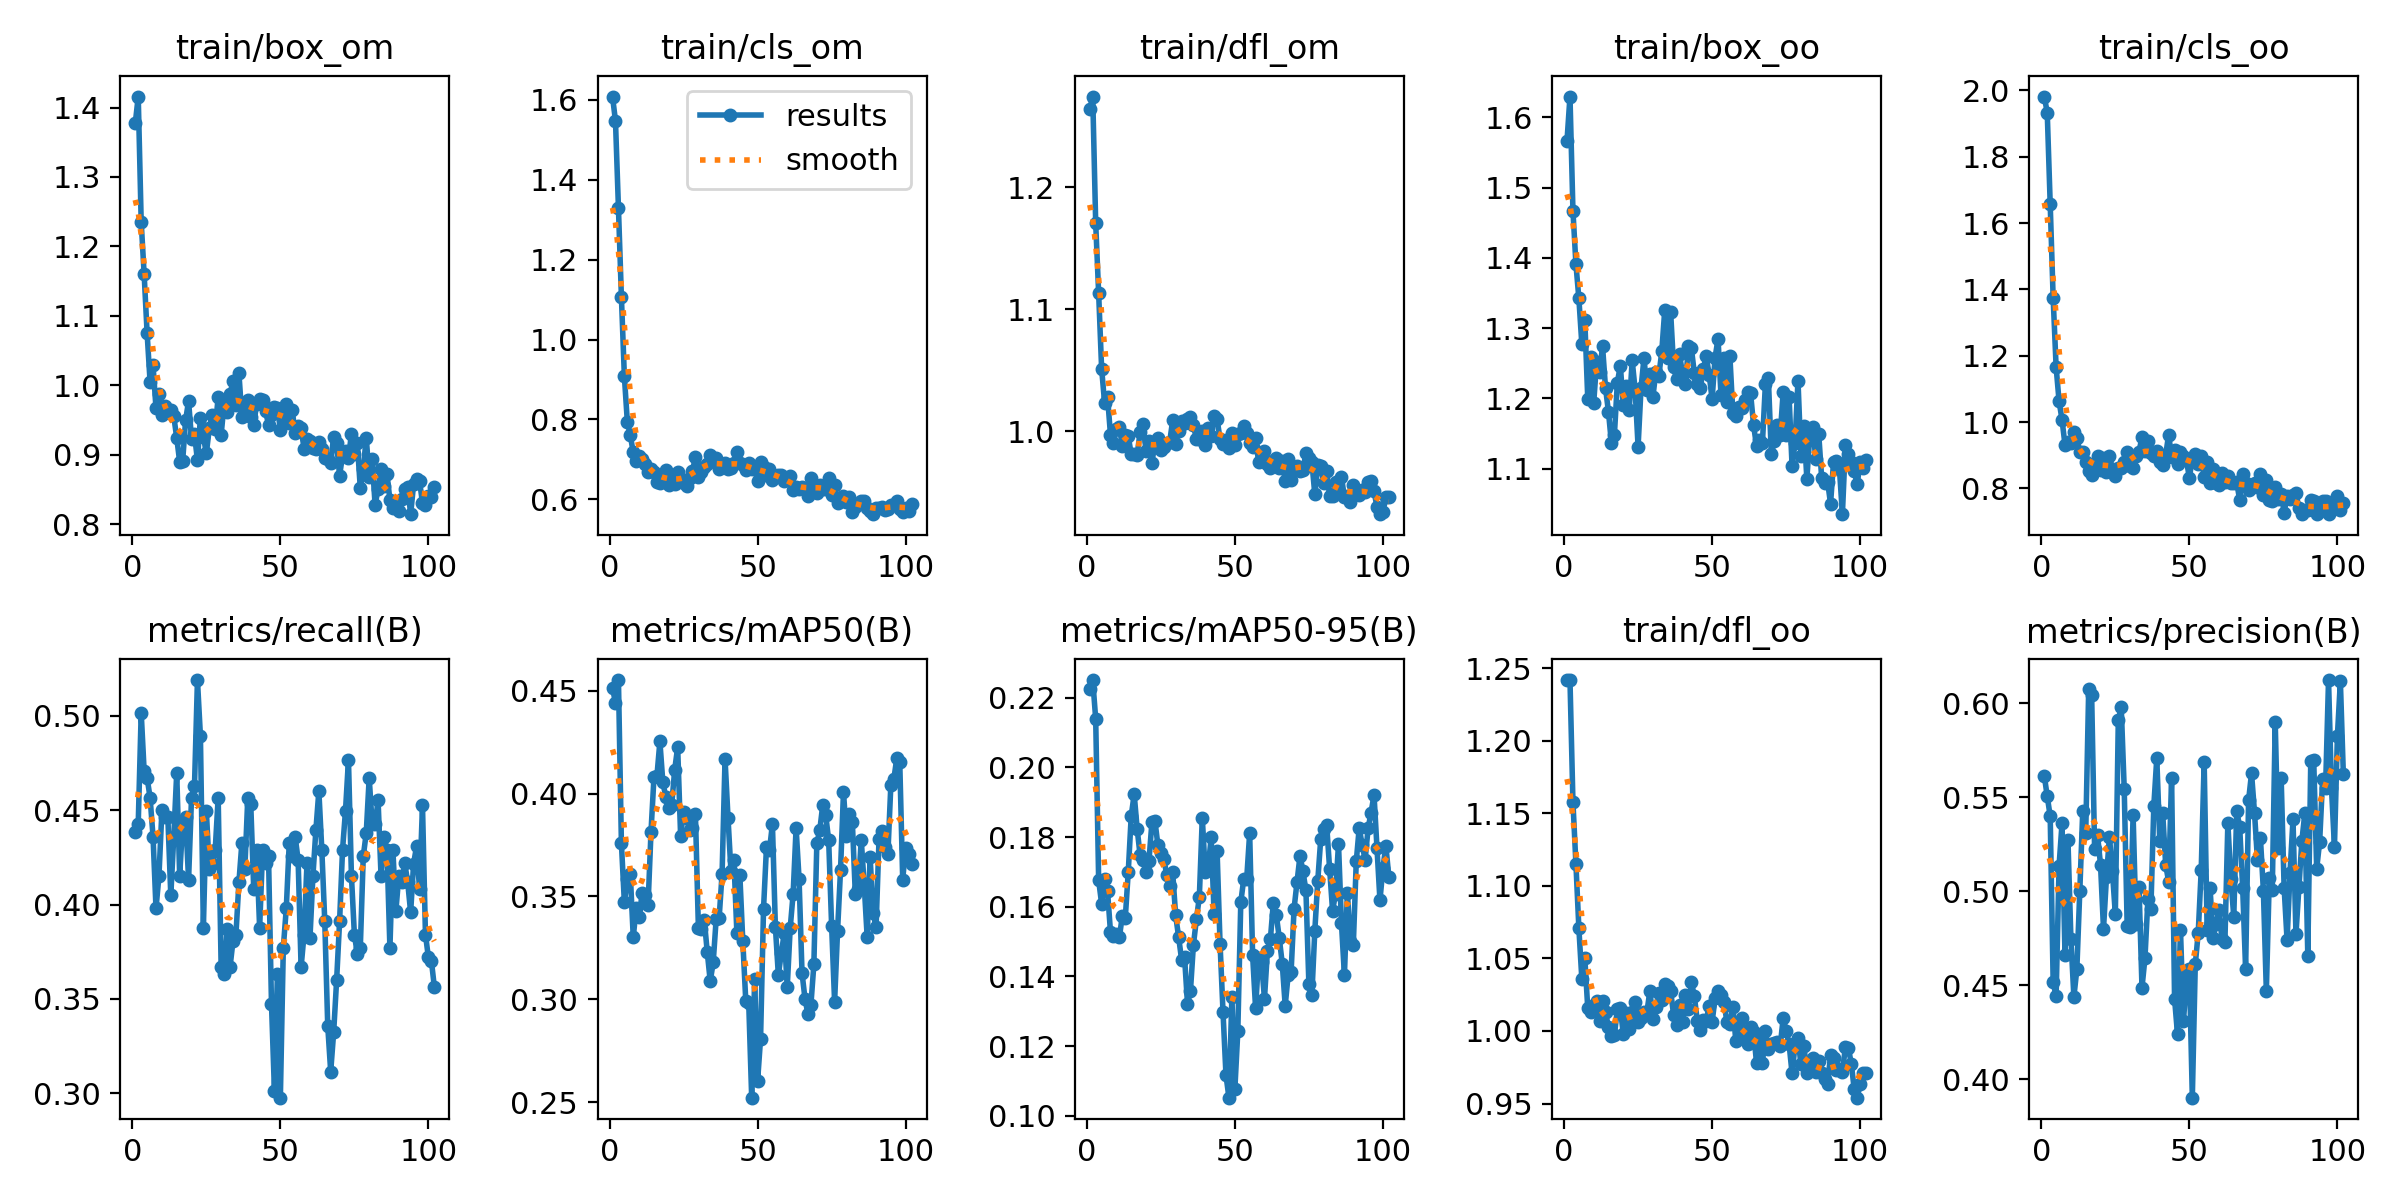 train/box_om
1.4
1.3
1.2
1.1
1.0
0.9
0.8
0 50 100
train/cls_om
results
smooth
1.6
1.4
1.2
1.0
0.8
0.6
0 50 100
train/dfl_om
1.2
1.1
1.0
0 50 100
train/box_oo
1.6
1.5
1.4
1.3
1.2
1.1
0 50 100
train/cls_oo
2.0
1.8
1.6
1.4
1.2
1.0
0.8
0 50 100
metrics/recall(B)
0.50
0.45
0.40
0.35
0.30
0 50 100
metrics/mAP50(B)
0.45
0.40
0.35
0.30
0.25
0 50 100
metrics/mAP50-95(B)
0.22
0.20
0.18
0.16
0.14
0.12
0.10
0 50 100
train/dfl_oo
1.25
1.20
1.15
1.10
1.05
1.00
0.95
0 50 100
metrics/precision(B)
0.60
0.55
0.50
0.45
0.40
0 50 100